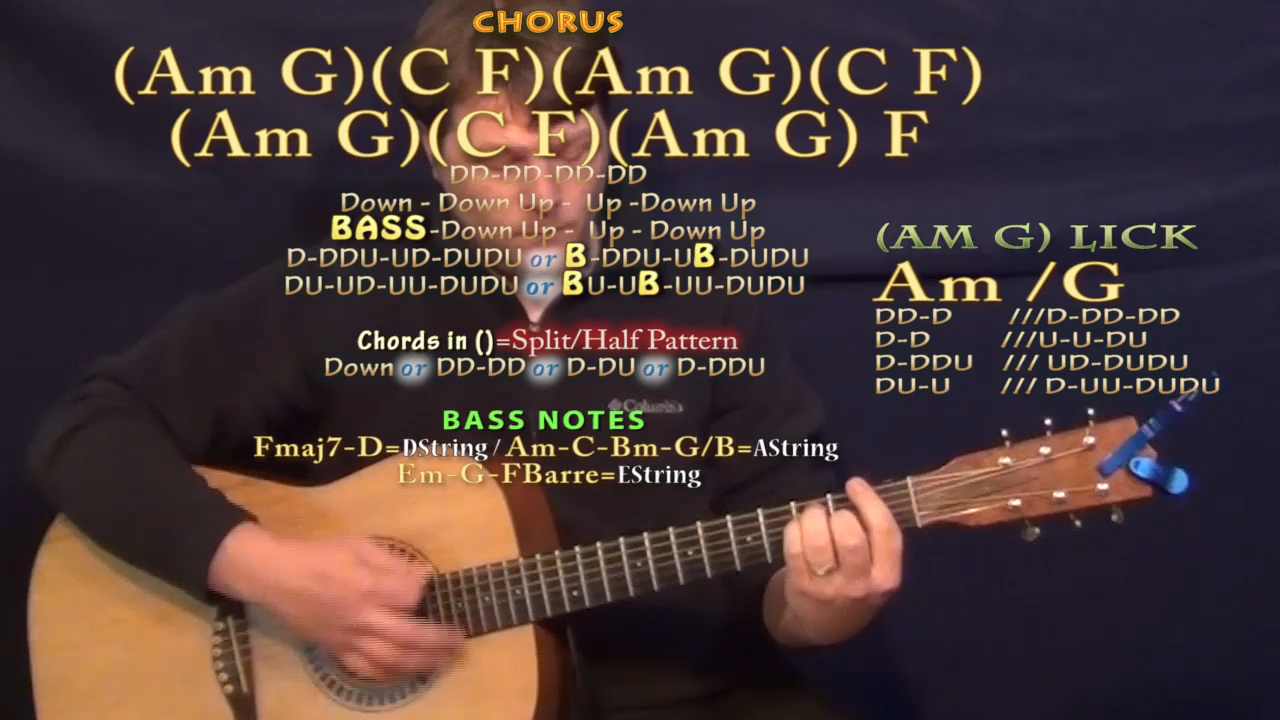 CHORUS
(Am G)(C F)(Am G)(C F)
(Am G)(C F)(Am G) F
DD-DD-DD-DD
Down - Down Up - Up -Down Up
BASS-Down Up - Up - Down Up
D-DDU-UD-DUDU or B-DDU-UB-DUDU
DU-UD-UU-DUDU or BU-UB-UU-DUDU
Chords in ()=Split/Half Pattern
Down or DD-DD or D-DU or D-DDU
Columbia
BASS NOTES
Fmaj7-D=DString / Am-C-Bm-G/B=AString
Em-G-FBarre=EString
(AM G) LICK
Am /G
DD-D ///D-DD-DD
D-D ///U-U-DU
D-DDU /// UD-DUDU
DU-U /// D-UU-DUDU